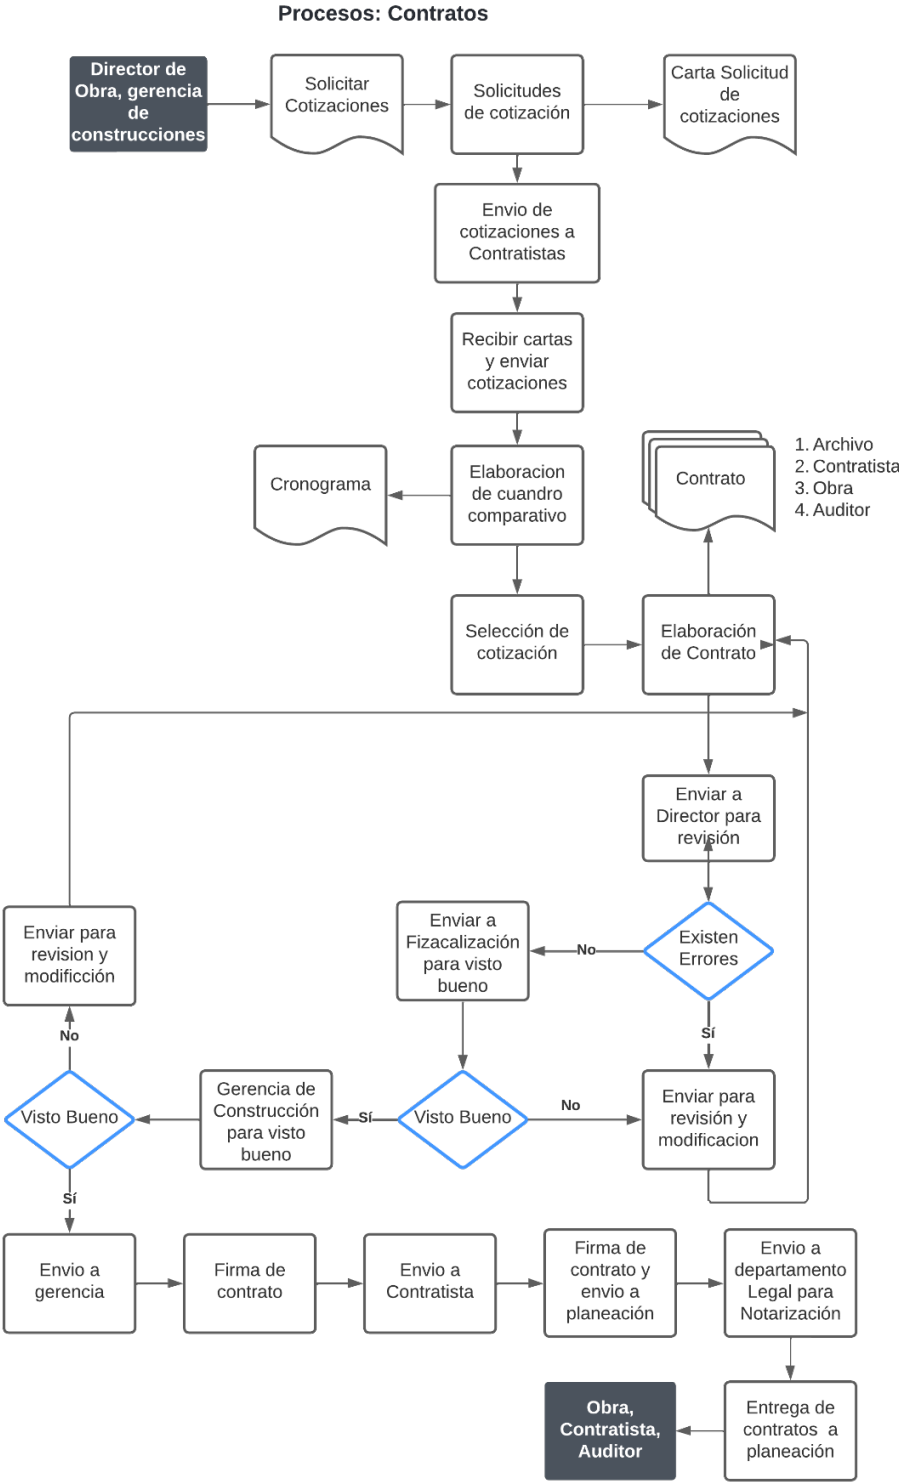 Procesos: Contratos
Director de
Obra, gerencia
de
construcciones
Solicitar
Cotizaciones
Solicitudes
de cotización
Carta Solicitud
de
cotizaciones
Envio de
cotizaciones a
Contratistas
Recibir cartas
y enviar
cotizaciones
Cronograma
Elaboracion
de cuandro
comparativo
Contrato
1. Archivo
2. Contratista
3. Obra
4. Auditor
Selección de
cotización
Elaboración
de Contrato
Enviar a
Director para
revisión
Existen
Errores
No
Sí
Enviar a
Fizacalización
para visto
bueno
Enviar para
revision y
modificción
No
Visto Bueno
Gerencia de
Construcción
para visto
bueno
Sí
Visto Bueno
No
Enviar para
revisión y
modificacion
Sí
Envio a
gerencia
Firma de
contrato
Envio a
Contratista
Firma de
contrato y
envio a
planeación
Envio a
departamento
Legal para
Notarización
Obra,
Contratista,
Auditor
Entrega de
contratos a
planeación